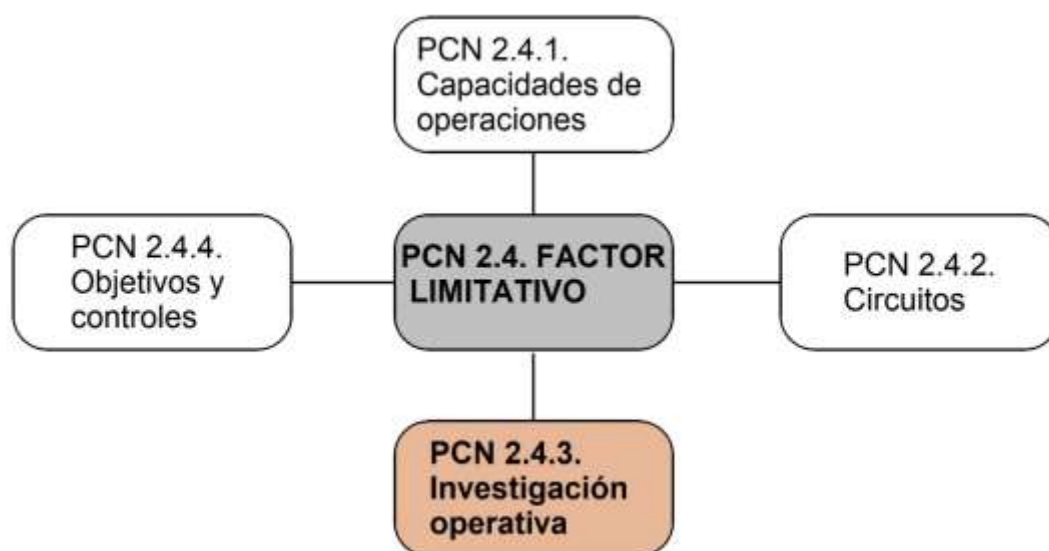 PCN 2.4.1.
Capacidades de
operaciones
PCN 2.4.4.
Objetivos y
controles
PCN 2.4. FACTOR
LIMITATIVO
PCN 2.4.2.
Circuitos
PCN 2.4.3.
Investigación
operativa